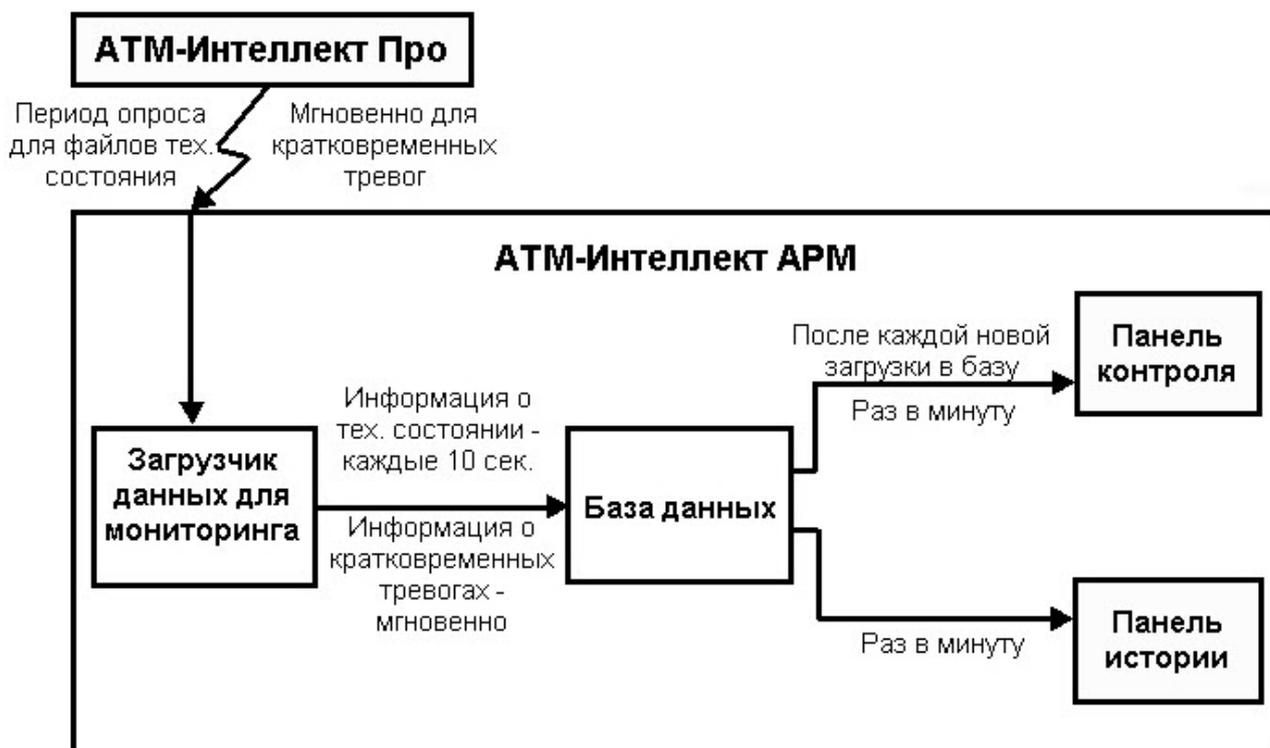 АТМ-Интеллект Про
Период опроса
для файлов тех.
состояния
Мгновенно для
кратковременных
тревог
АТМ-Интеллект АРМ
Загрузчик
данных для
мониторинга
Информация о
тех. состоянии -
каждые 10 сек.
Информация о
кратковременных
тревогах -
мгновенно
База данных
После каждой новой
загрузки в базу
Раз в минуту
Панель
контроля
Раз в минуту
Панель
истории